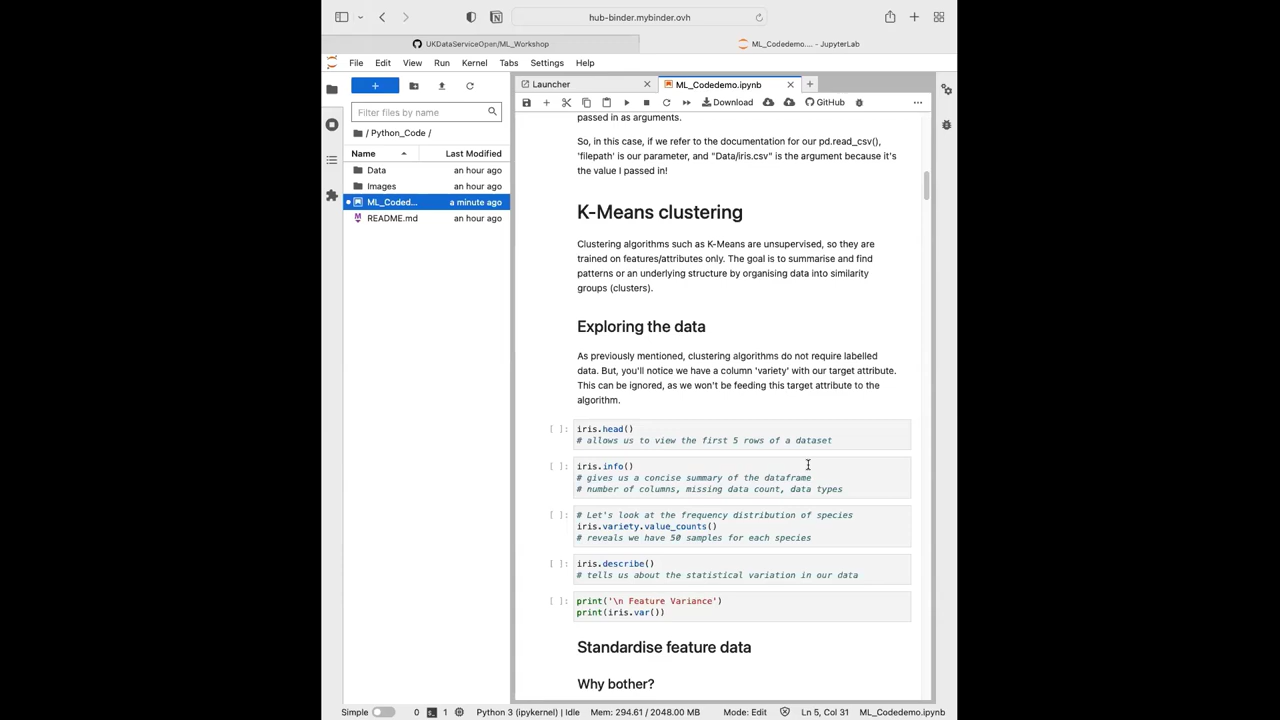 hub-binder.mybinder.ovh
UKDataServiceOpen/ML_Workshop
ML_Codedemo.... - JupyterLab
File Edit View Run Kernel Tabs Settings Help
+
Filter files by name
/ Python_Code /
Name Last Modified
Data an hour ago
Images an hour ago
ML_Coded... a minute ago
README.md an hour ago
Launcher
ML_Codedemo.ipynb
Download
GitHub
passed in as arguments.
So, in this case, if we refer to the documentation for our pd.read_csv(),
'filepath' is our parameter, and "Data/iris.csv" is the argument because it's
the value I passed in!
K-Means clustering
Clustering algorithms such as K-Means are unsupervised, so they are
trained on features/attributes only. The goal is to summarise and find
patterns or an underlying structure by organising data into similarity
groups (clusters).
Exploring the data
As previously mentioned, clustering algorithms do not require labelled
data. But, you'll notice we have a column 'variety' with our target attribute.
This can be ignored, as we won't be feeding this target attribute to the
algorithm.
[ ]: iris.head()
# allows us to view the first 5 rows of a dataset
[ ]: iris.info()
# gives us a concise summary of the dataframe
# number of columns, missing data count, data types
[ ]: # Let's look at the frequency distribution of species
iris.variety.value_counts()
# reveals we have 50 samples for each species
[ ]: iris.describe()
# tells us about the statistical variation in our data
[ ]: print('\n Feature Variance')
print(iris.var())
Standardise feature data
Why bother?
Simple 0 1 Python 3 (ipykernel) | Idle Mem: 294.61 / 2048.00 MB Mode: Edit Ln 5, Col 31 ML_Codedemo.ipynb